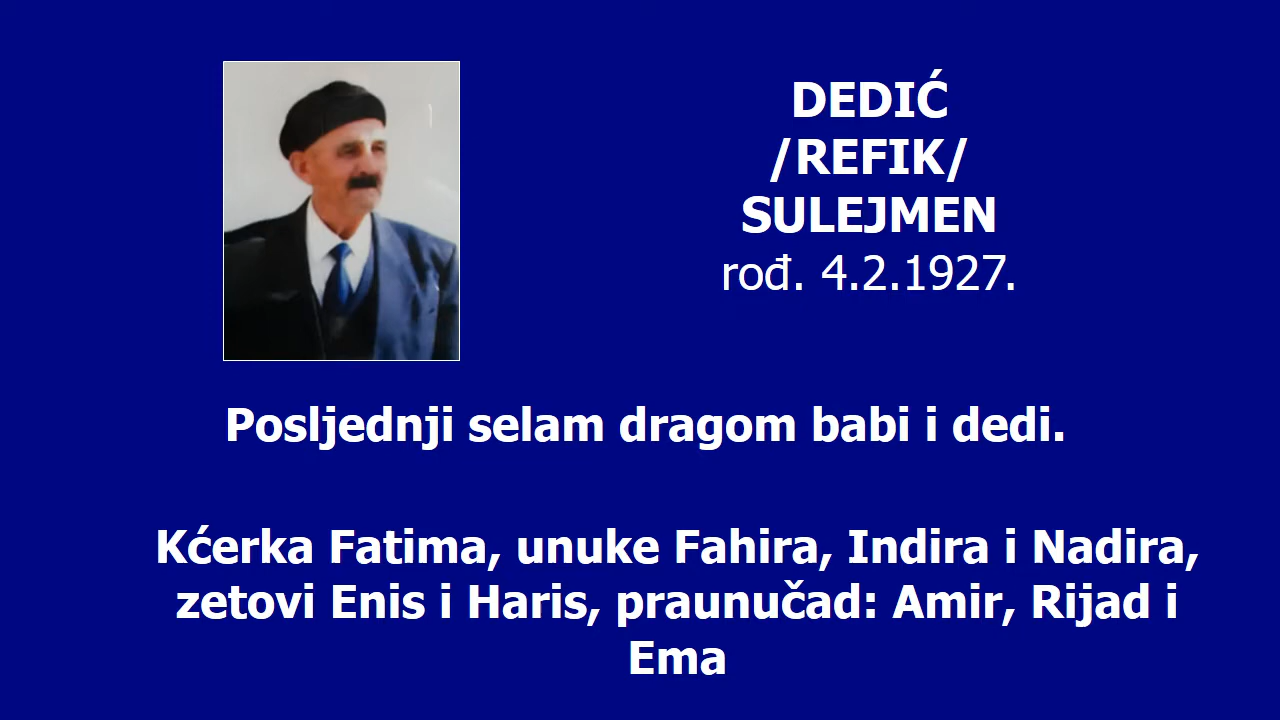 DEDIĆ
/REFIK/
SULEJMEN
rođ. 4.2.1927.
Posljednji selam dragom babi i dedi.
Kćerka Fatima, unuke Fahira, Indira i Nadira,
zetovi Enis i Haris, praunučad: Amir, Rijad i
Ema